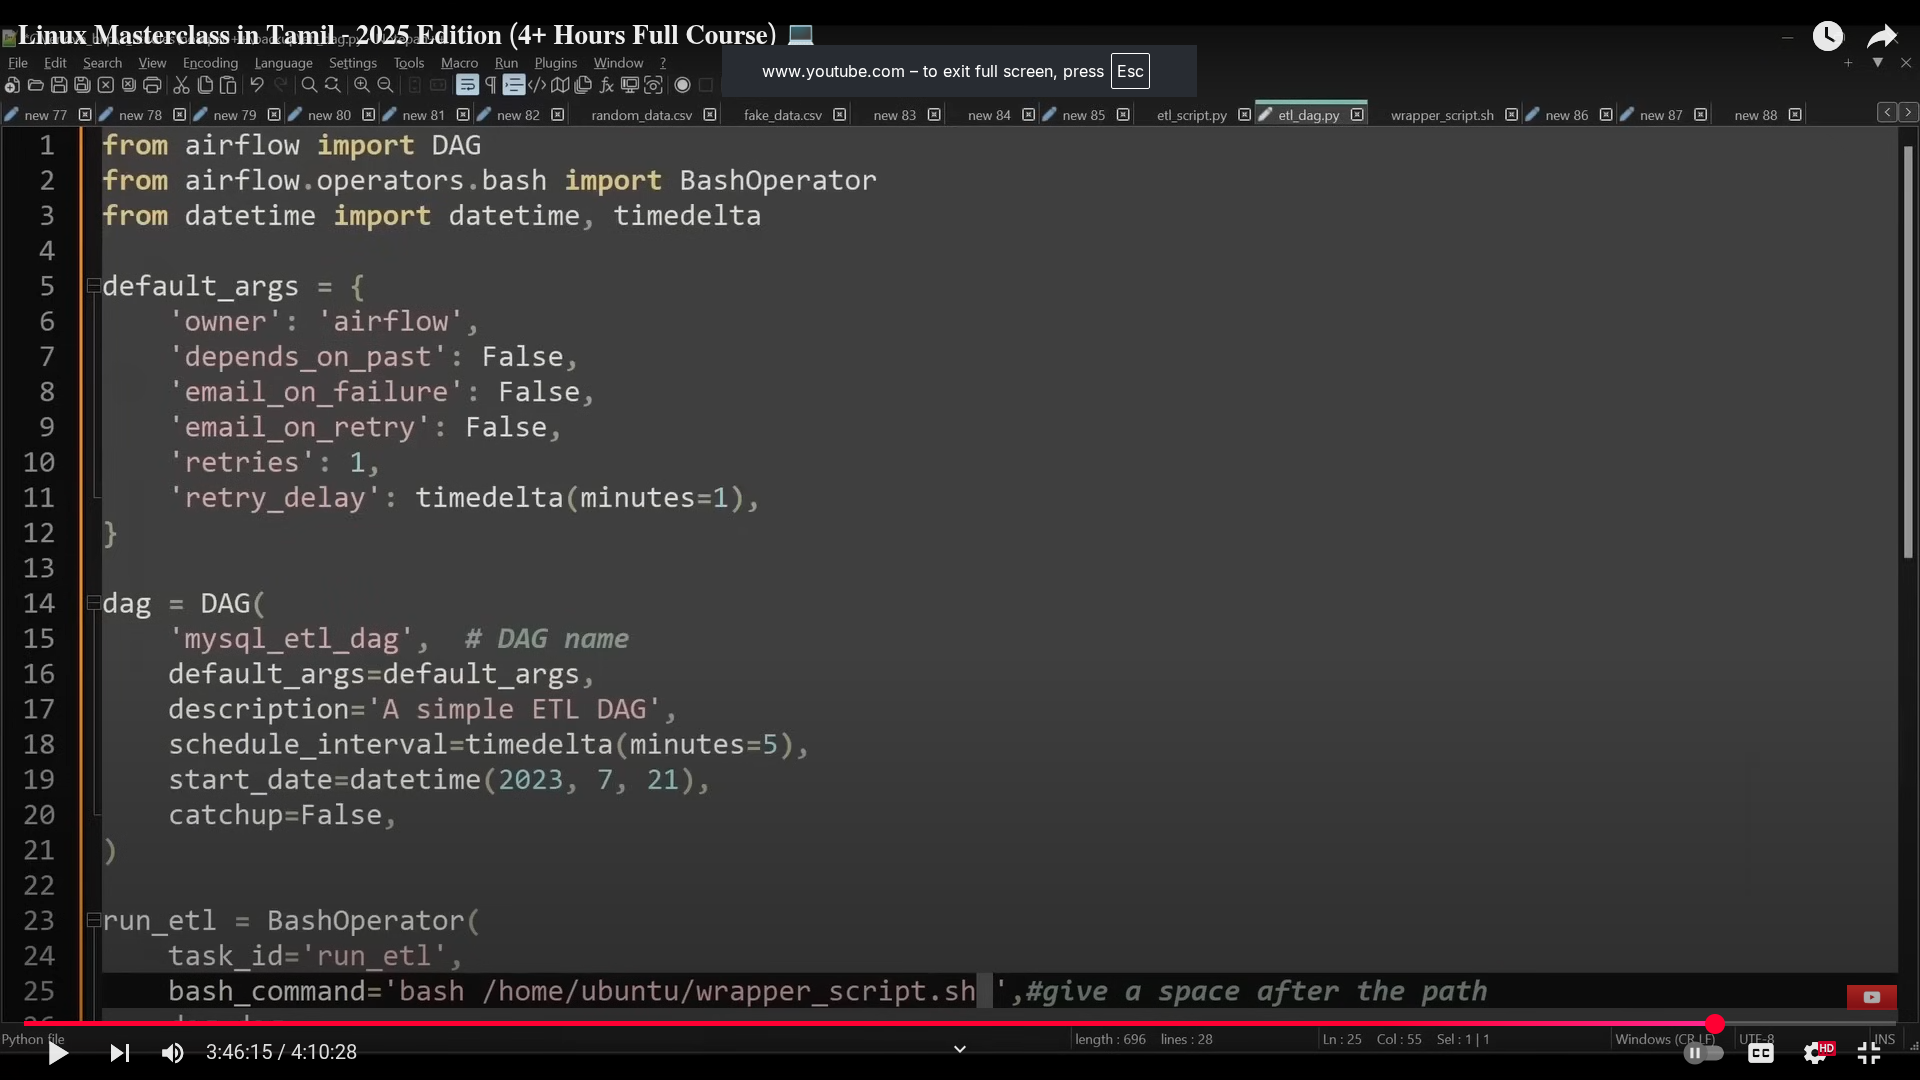 Linux Masterclass in Tamil - 2025 Edition (4+ Hours Full Course) 💻
File Edit Search View Encoding Language Settings Tools Macro Run Plugins Window ?
www.youtube.com – to exit full screen, press Esc
new 77 new 78 new 79 new 80 new 81 new 82 random_data.csv fake_data.csv new 83 new 84 new 85 etl_script.py etl_dag.py wrapper_script.sh new 86 new 87 new 88
1 from airflow import DAG
2 from airflow.operators.bash import BashOperator
3 from datetime import datetime, timedelta
4
5 default_args = {
6     'owner': 'airflow',
7     'depends_on_past': False,
8     'email_on_failure': False,
9     'email_on_retry': False,
10     'retries': 1,
11     'retry_delay': timedelta(minutes=1),
12 }
13
14 dag = DAG(
15     'mysql_etl_dag',  # DAG name
16     default_args=default_args,
17     description='A simple ETL DAG',
18     schedule_interval=timedelta(minutes=5),
19     start_date=datetime(2023, 7, 21),
20     catchup=False,
21 )
22
23 run_etl = BashOperator(
24     task_id='run_etl',
25     bash_command='bash /home/ubuntu/wrapper_script.sh ',#give a space after the path
Python file length : 696 lines : 28 Ln : 25 Col : 55 Sel : 1 | 1 Windows (CR LF) UTF-8 INS
3:46:15 / 4:10:28 CC HD